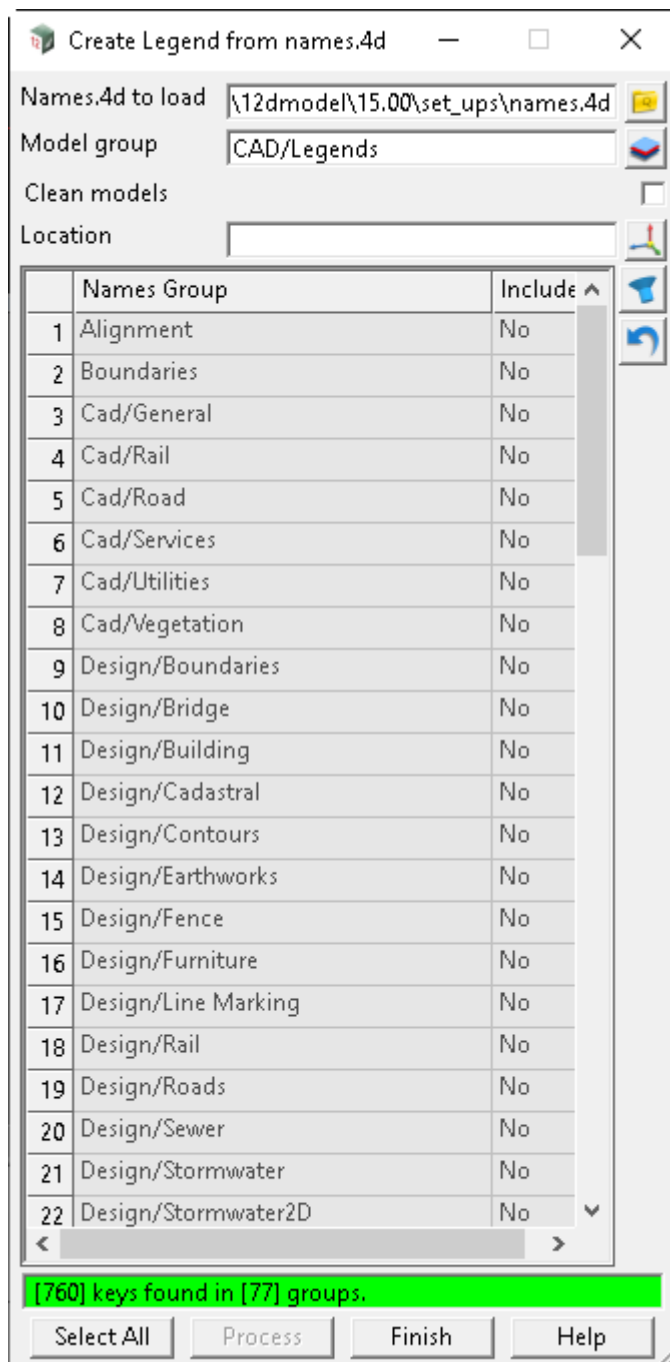 Create Legend from names.4d
Names.4d to load \12dmodel\15.00\set_ups\names.4d
Model group CAD/Legends
Clean models
Location
Names Group Include
1 Alignment No
2 Boundaries No
3 Cad/General No
4 Cad/Rail No
5 Cad/Road No
6 Cad/Services No
7 Cad/Utilities No
8 Cad/Vegetation No
9 Design/Boundaries No
10 Design/Bridge No
11 Design/Building No
12 Design/Cadastral No
13 Design/Contours No
14 Design/Earthworks No
15 Design/Fence No
16 Design/Furniture No
17 Design/Line Marking No
18 Design/Rail No
19 Design/Roads No
20 Design/Sewer No
21 Design/Stormwater No
22 Design/Stormwater2D No
[760] keys found in [77] groups.
Select All Process Finish Help